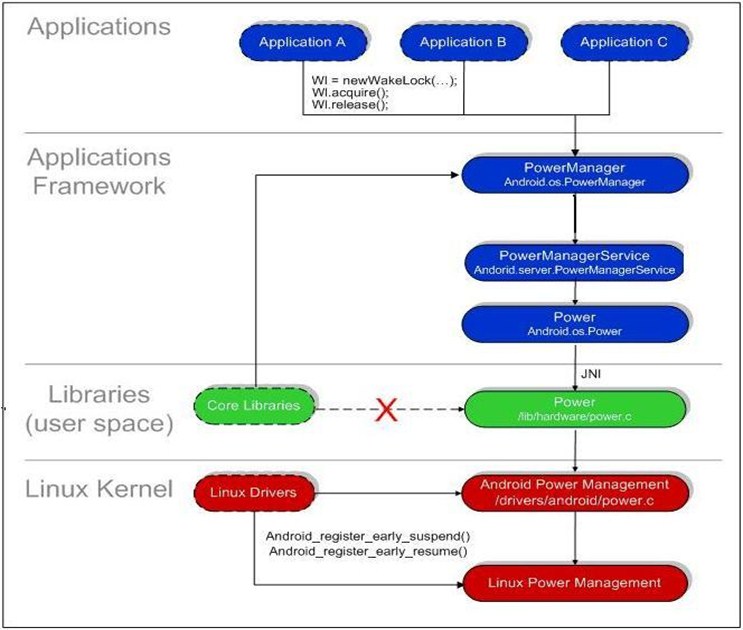 Applications
Application A
Application B
Application C
Wl = newWakeLock(...);
Wl.acquire();
Wl.release();
Applications
Framework
PowerManager
Android.os.PowerManager
PowerManagerService
Andorid.server.PowerManagerService
Power
Android.os.Power
JNI
Libraries
(user space)
Core Libraries
X
Power
/lib/hardware/power.c
Linux Kernel
Linux Drivers
Android Power Management
/drivers/android/power.c
Android_register_early_suspend()
Android_register_early_resume()
Linux Power Management